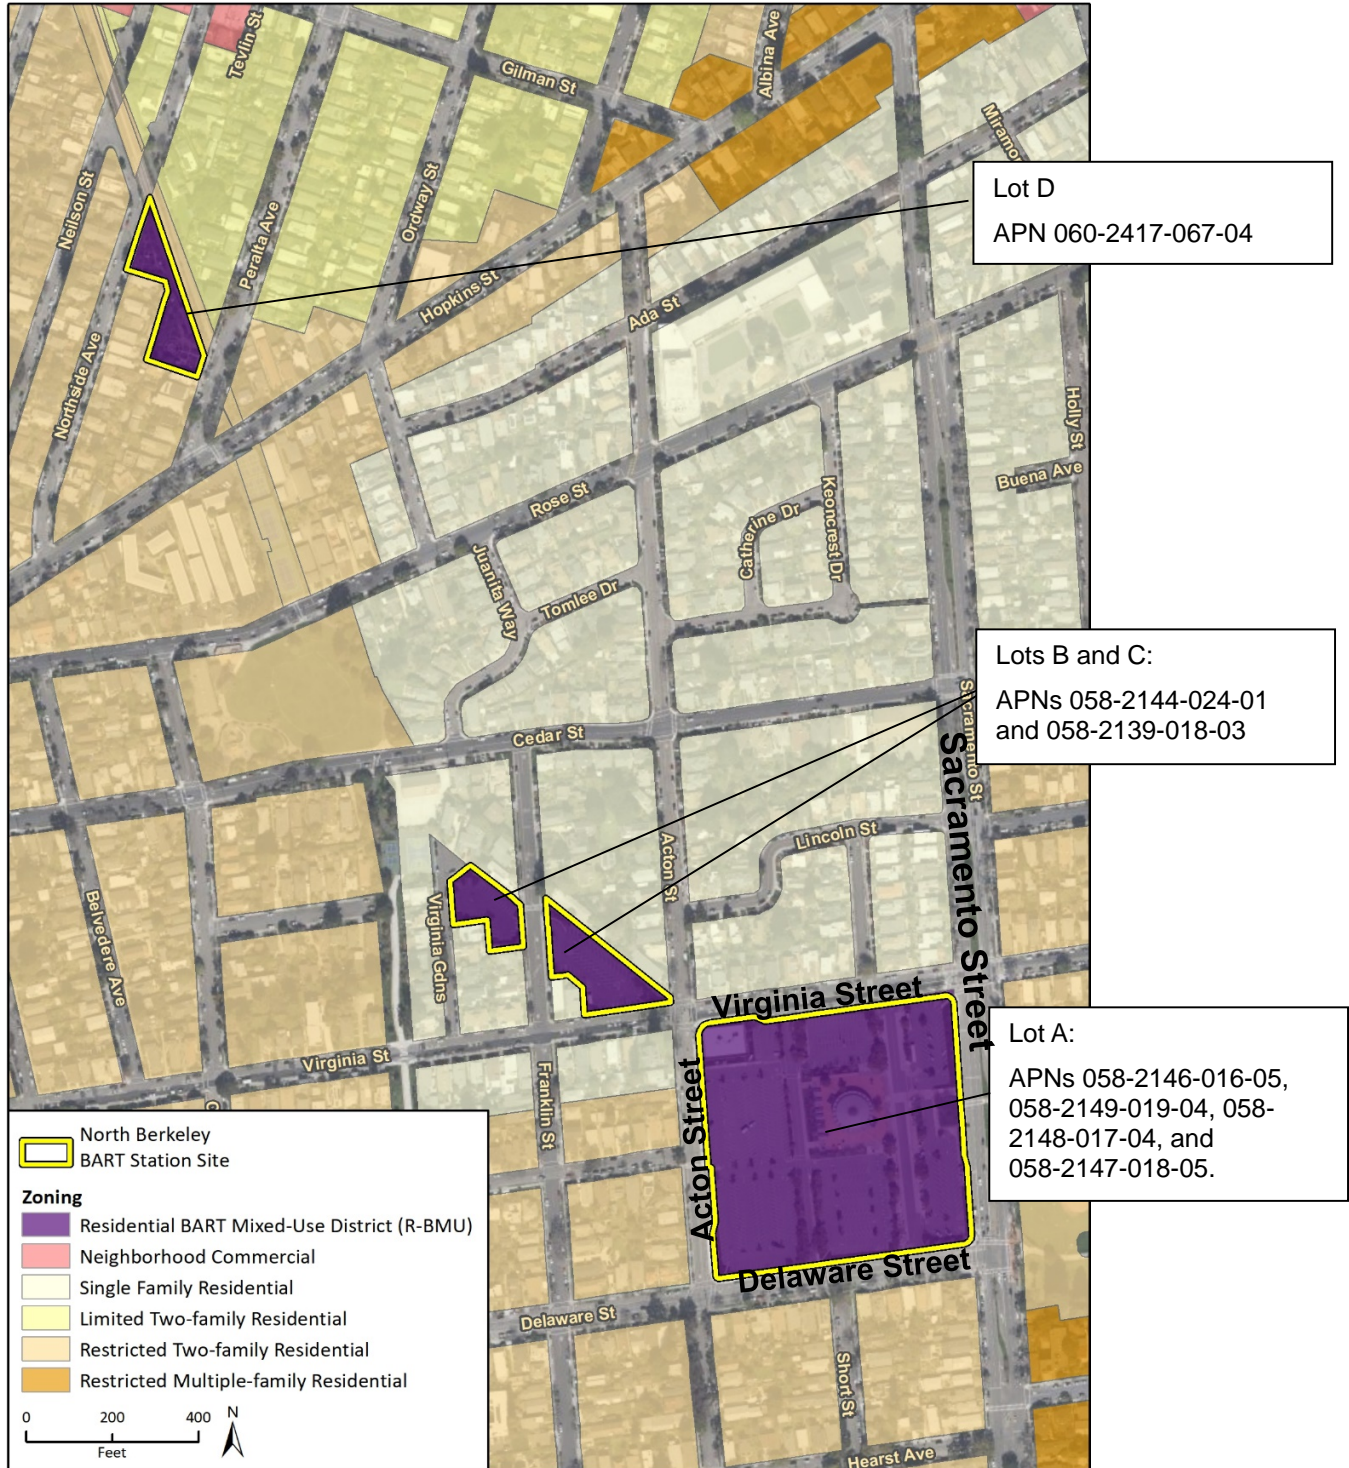 Tevlin St
Gilman St
Albina Ave
Neilson St
Peralta Ave
Ordway St
Hopkins St
Northside Ave
Ada St
Lot D
APN 060-2417-067-04
Holly St
Buena Ave
Rose St
Catherine Dr
Keoncrest Dr
Juanita Way
Tomlee Dr
Cedar St
Sacramento St
Lots B and C:
APNs 058-2144-024-01
and 058-2139-018-03
Sacramento Street
Acton St
Lincoln St
Belvedere Ave
Virginia Gdns
Virginia Street
Virginia St
Franklin St
Acton Street
Lot A:
APNs 058-2146-016-05,
058-2149-019-04, 058-
2148-017-04, and
058-2147-018-05.
Delaware Street
Delaware St
Short St
Hearst Ave
North Berkeley
BART Station Site
Zoning
Residential BART Mixed-Use District (R-BMU)
Neighborhood Commercial
Single Family Residential
Limited Two-family Residential
Restricted Two-family Residential
Restricted Multiple-family Residential
0 200 400
Feet
N